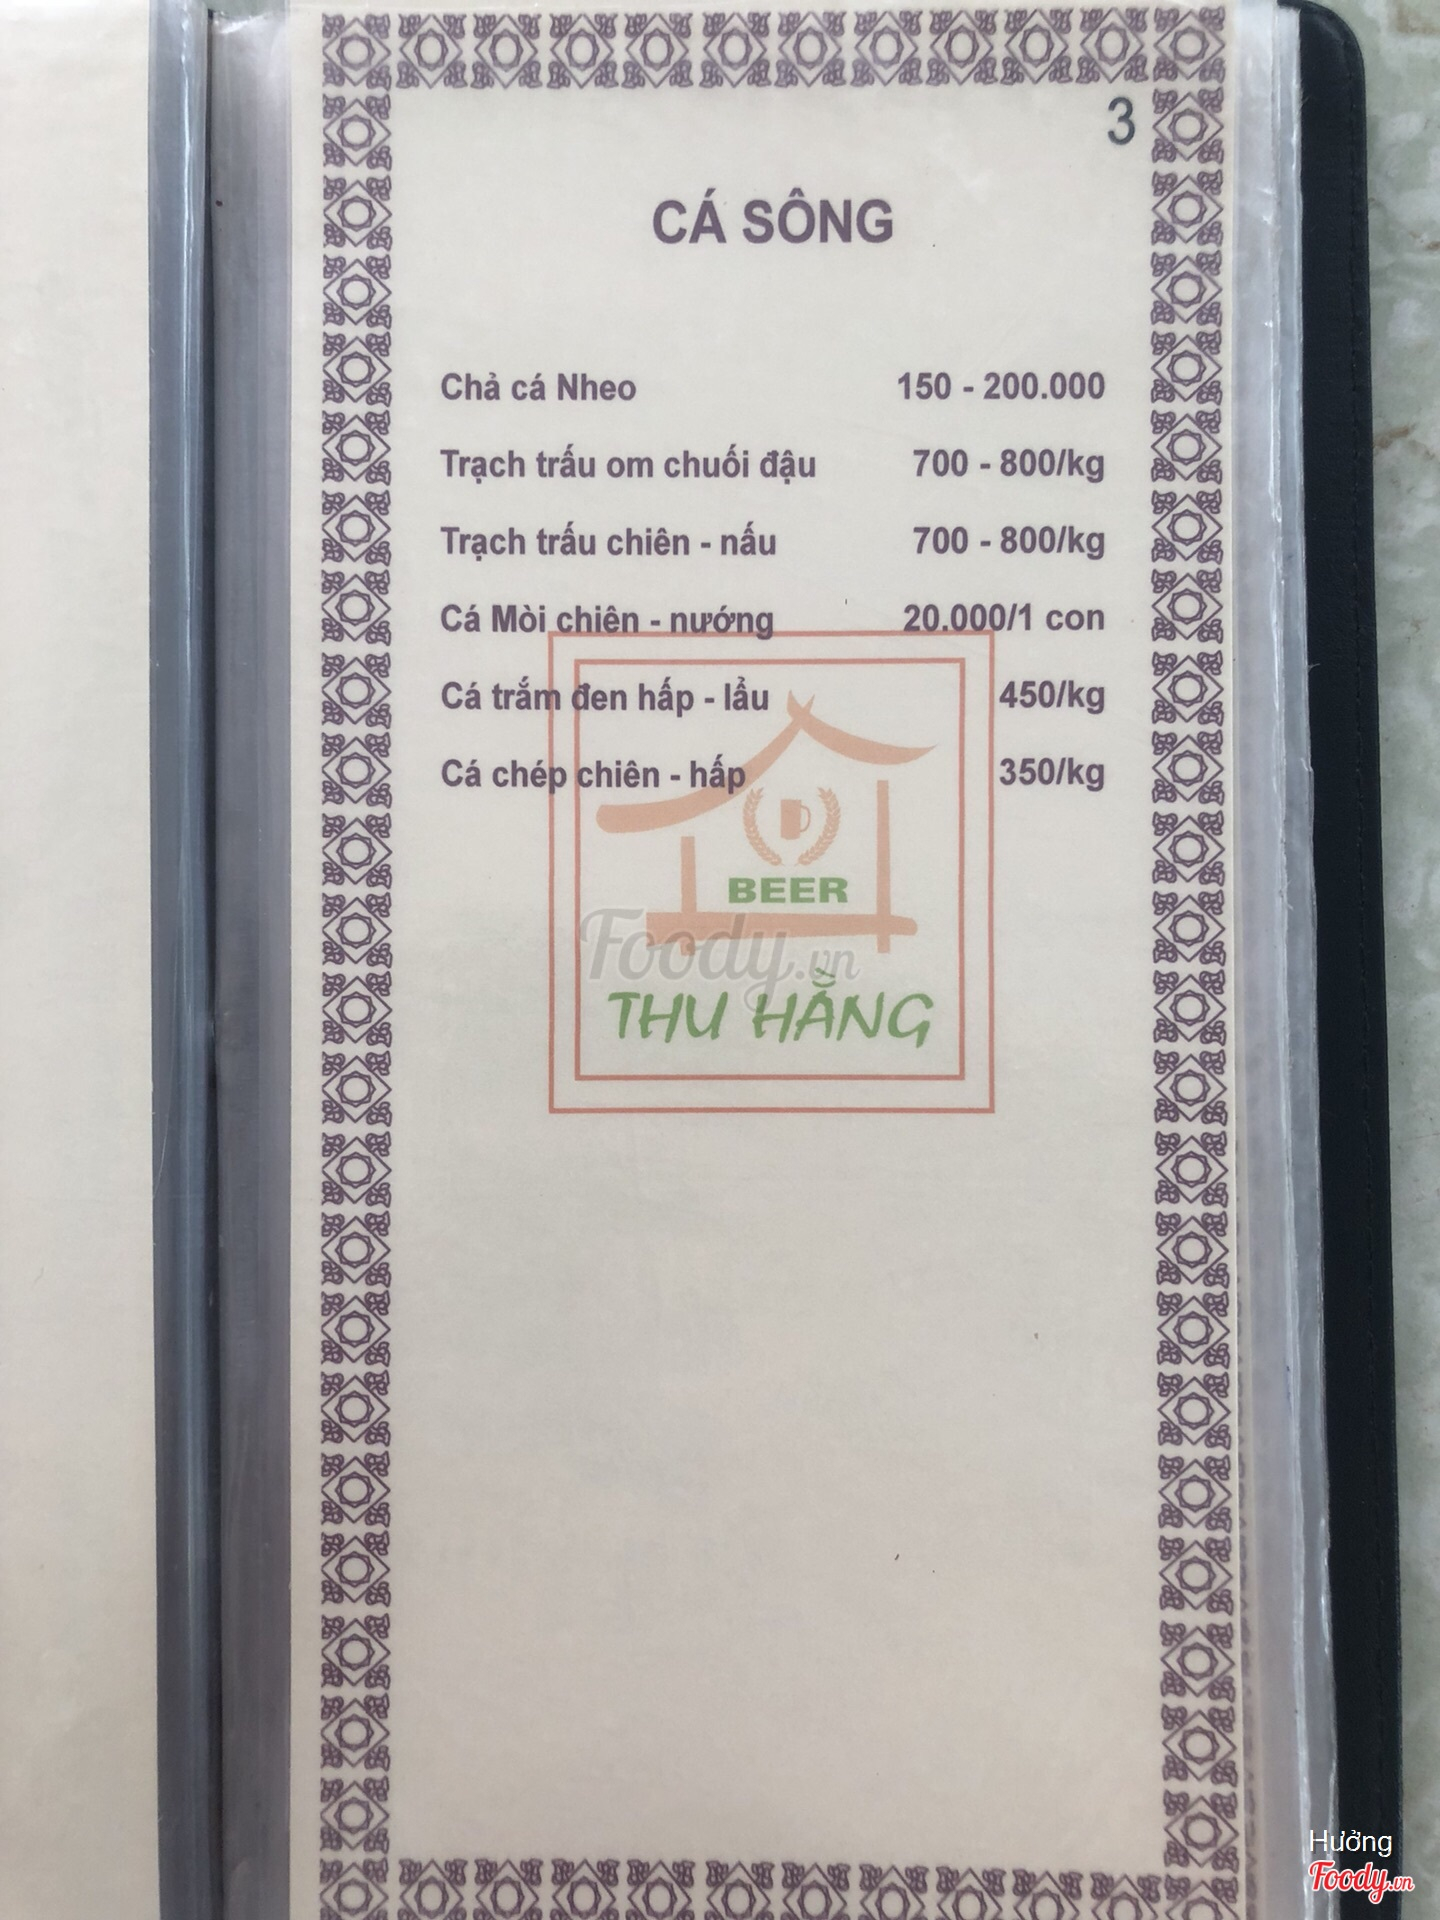 3
CÁ SÔNG
Chả cá Nheo 150 - 200.000
Trạch trấu om chuối đậu 700 - 800/kg
Trạch trấu chiên - nấu 700 - 800/kg
Cá Mòi chiên - nướng 20.000/1 con
Cá trắm đen hấp - lẩu 450/kg
Cá chép chiên - hấp 350/kg
BEER
Foody.vn
THU HẰNG
Hưởng
Foody.vn